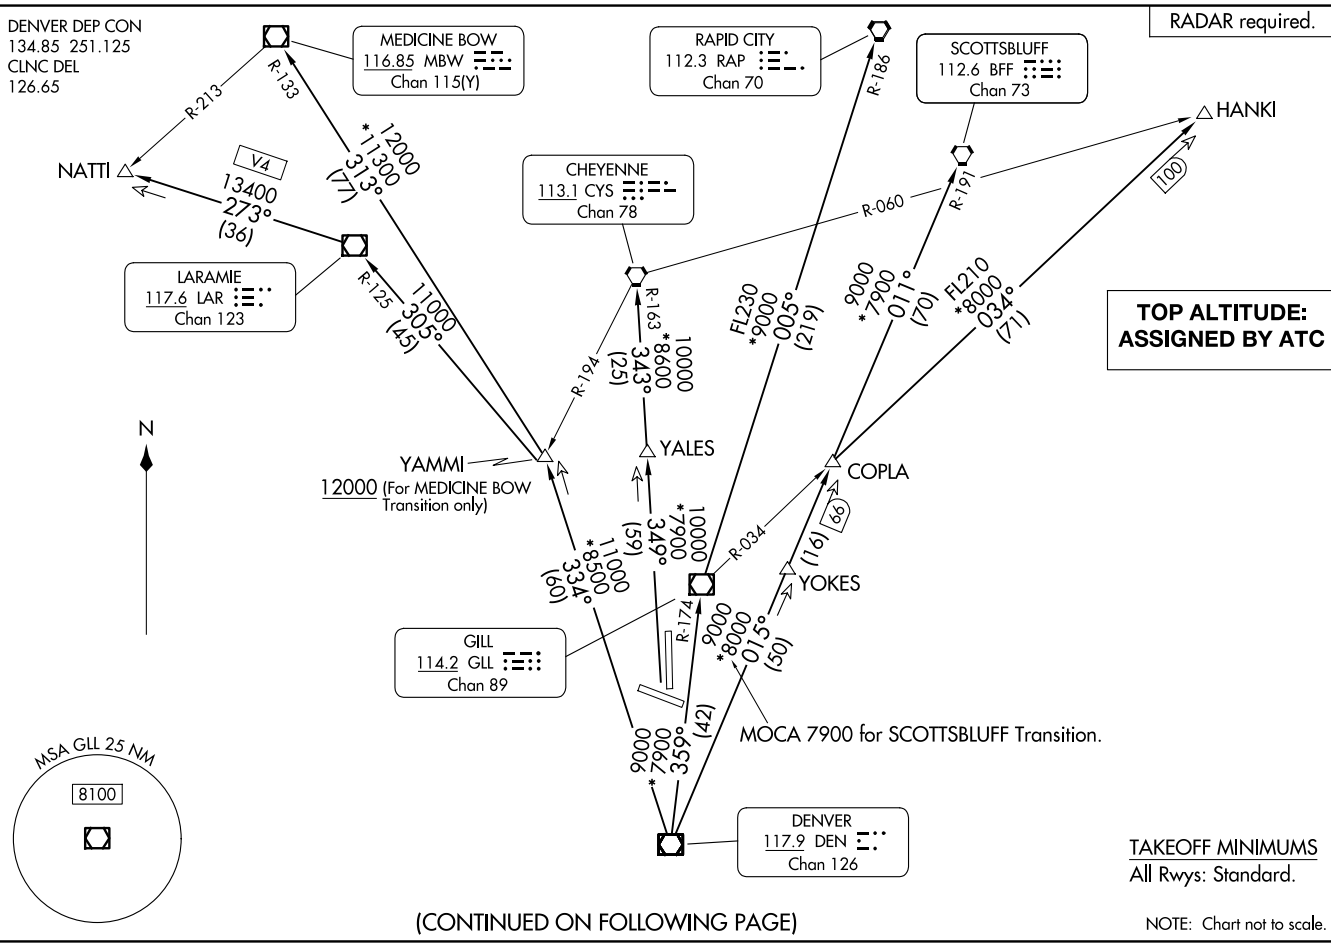 DENVER DEP CON
134.85 251.125
CLNC DEL
126.65
RADAR required.
MEDICINE BOW
116.85 MBW
Chan 115(Y)
RAPID CITY
112.3 RAP
Chan 70
SCOTTSBLUFF
112.6 BFF
Chan 73
R-213
R-133
R-186
HANKI
NATTI
V4
13400
273°
(36)
12000
*11300
313°
(77)
CHEYENNE
113.1 CYS
Chan 78
R-060
R-191
100
LARAMIE
117.6 LAR
Chan 123
R-125
11000
305°
(45)
R-163
R-194
10000
*8600
343°
(25)
FL230
*9000
005°
(219)
9000
*7900
011°
(70)
FL210
*8000
034°
(71)
TOP ALTITUDE:
ASSIGNED BY ATC
N
YAMMI
12000 (For MEDICINE BOW
Transition only)
YALES
COPLA
66
(16)
R-034
YOKES
11000
*8500
334°
(60)
10000
*7900
349°
(59)
R-174
9000
*8000
015°
(50)
GILL
114.2 GLL
Chan 89
MOCA 7900 for SCOTTSBLUFF Transition.
9000
*7900
359°
(42)
MSA GLL 25 NM
8100
DENVER
117.9 DEN
Chan 126
TAKEOFF MINIMUMS
All Rwys: Standard.
(CONTINUED ON FOLLOWING PAGE)
NOTE: Chart not to scale.